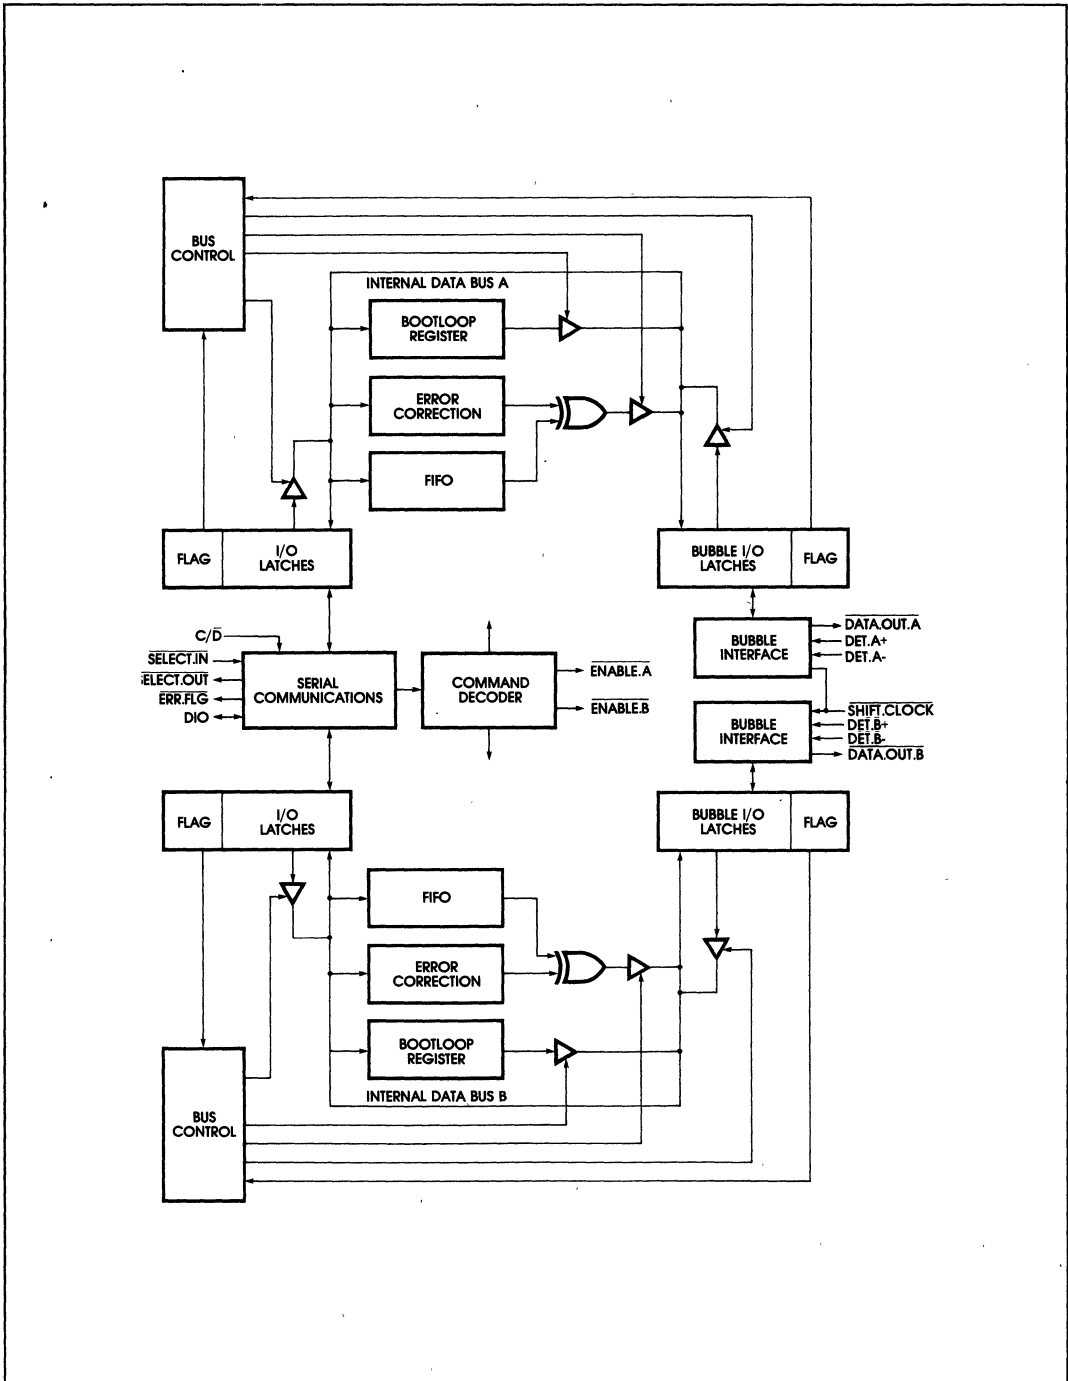 BUS
CONTROL
INTERNAL DATA BUS A
BOOTLOOP
REGISTER
ERROR
CORRECTION
FIFO
FLAG
I/O
LATCHES
BUBBLE I/O
LATCHES
FLAG
C/D̅
SELECT.IN
SELECT.OUT
ERR.FLG
DIO
SERIAL
COMMUNICATIONS
COMMAND
DECODER
ENABLE.A
ENABLE.B
BUBBLE
INTERFACE
DATA.OUT.A
DET.A+
DET.A-
BUBBLE
INTERFACE
SHIFT.CLOCK
DET.B+
DET.B-
DATA.OUT.B
FLAG
I/O
LATCHES
BUBBLE I/O
LATCHES
FLAG
FIFO
ERROR
CORRECTION
BOOTLOOP
REGISTER
INTERNAL DATA BUS B
BUS
CONTROL